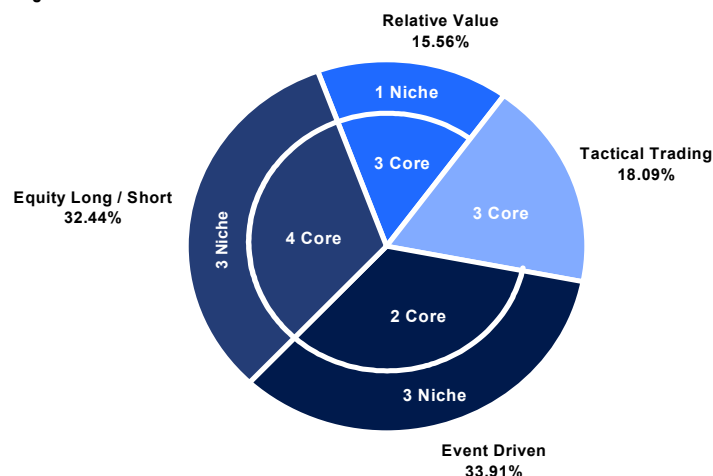 Relative Value
15.56%
1 Niche
3 Core
Tactical Trading
18.09%
3 Core
Equity Long / Short
32.44%
3 Niche
4 Core
2 Core
3 Niche
Event Driven
33.91%